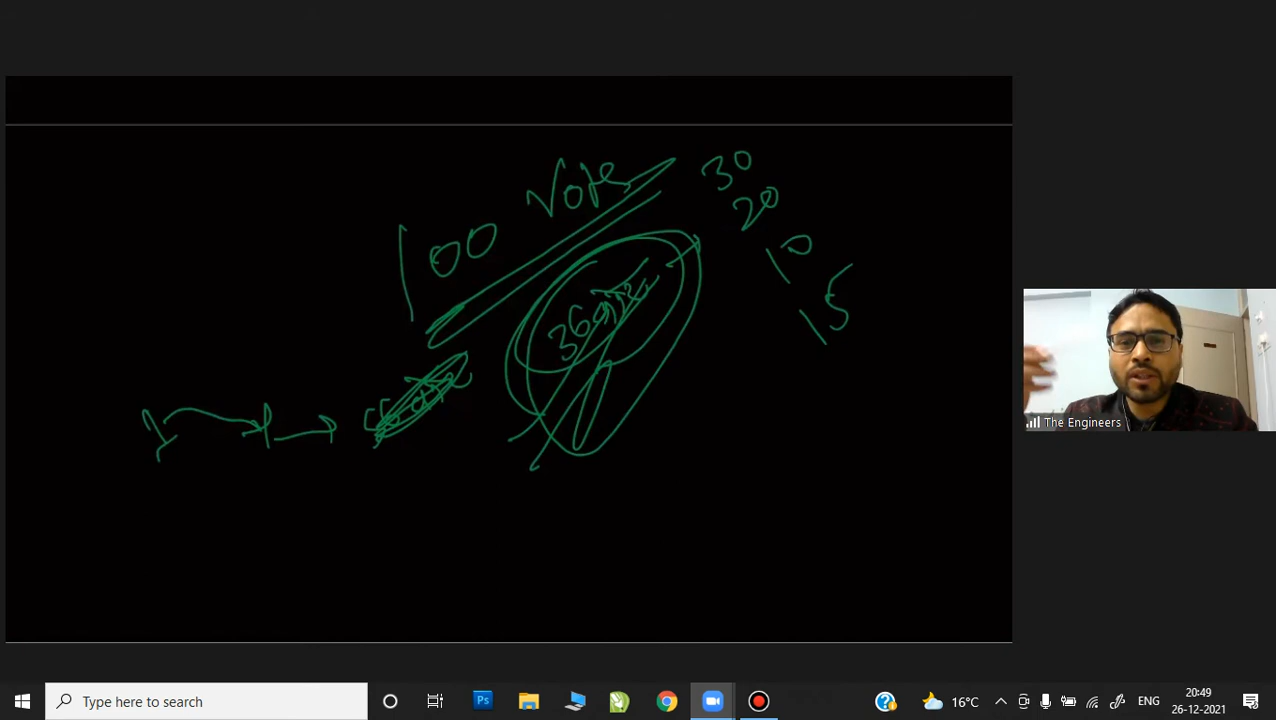 100 Vote
30
20
10
15
The Engineers
Ps
Type here to search
16°C
ENG
20:49
26-12-2021